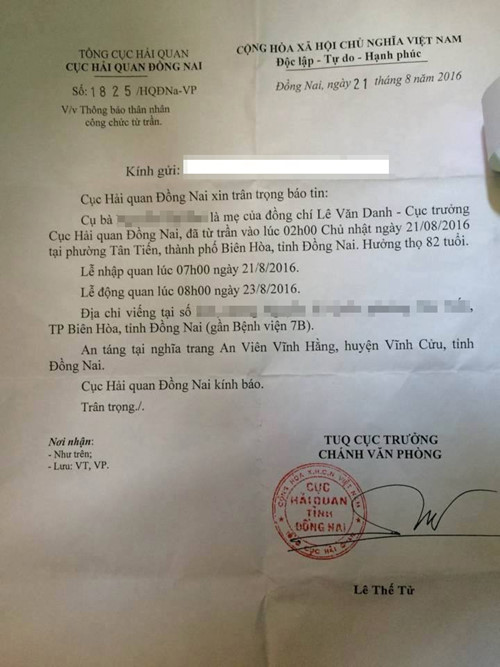 TỔNG CỤC HẢI QUAN
CỤC HẢI QUAN ĐỒNG NAI
Số: 1825/HQĐNa-VP
V/v Thông báo thân nhân
công chức từ trần.
CỘNG HÒA XÃ HỘI CHỦ NGHĨA VIỆT NAM
Độc lập - Tự do - Hạnh phúc
Đồng Nai, ngày 21 tháng 8 năm 2016
Kính gửi:
Cục Hải quan Đồng Nai xin trân trọng báo tin:
Cụ bà là mẹ của đồng chí Lê Văn Danh - Cục trưởng
Cục Hải quan Đồng Nai, đã từ trần vào lúc 02h00 Chủ nhật ngày 21/08/2016
tại phường Tân Tiến, thành phố Biên Hòa, tỉnh Đồng Nai. Hưởng thọ 82 tuổi.
Lễ nhập quan lúc 07h00 ngày 21/8/2016.
Lễ động quan lúc 08h00 ngày 23/8/2016.
Địa chỉ viếng tại số
TP Biên Hòa, tỉnh Đồng Nai (gần Bệnh viện 7B).
An táng tại nghĩa trang An Viên Vĩnh Hằng, huyện Vĩnh Cửu, tỉnh
Đồng Nai.
Cục Hải quan Đồng Nai kính báo.
Trân trọng./.
Nơi nhận:
- Như trên;
- Lưu: VT, VP.
TUQ CỤC TRƯỞNG
CHÁNH VĂN PHÒNG
CỘNG HÒA X.H.C.N VIỆT NAM
CỤC
HẢI QUAN
TỈNH
ĐỒNG NAI
CỤC HẢI
Lê Thế Tử